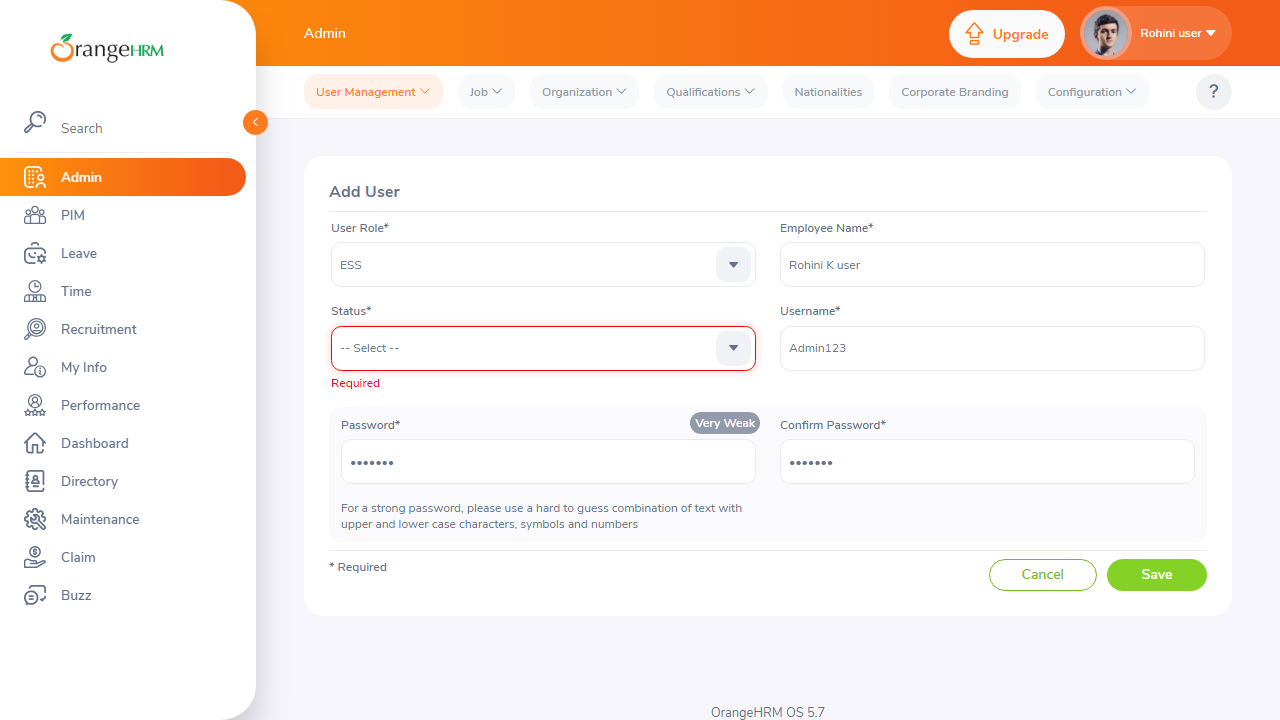 OrangeHRM
Admin
Upgrade
Rohini user
User Management
Job
Organization
Qualifications
Nationalities
Corporate Branding
Configuration
?
Search
Admin
PIM
Leave
Time
Recruitment
My Info
Performance
Dashboard
Directory
Maintenance
Claim
Buzz
Add User
User Role*
Employee Name*
ESS
Rohini K user
Status*
Username*
-- Select --
Admin123
Required
Password*
Very Weak
Confirm Password*
•••••••
•••••••
For a strong password, please use a hard to guess combination of text with
upper and lower case characters, symbols and numbers
* Required
Cancel
Save
OrangeHRM OS 5.7